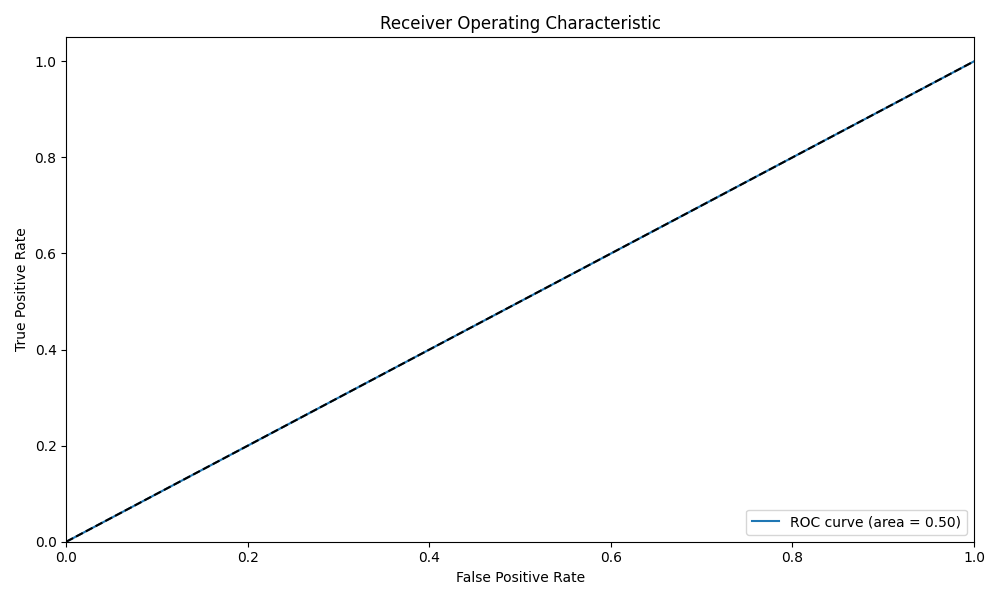 Receiver Operating Characteristic
1.0
0.8
0.6
0.4
0.2
0.0
True Positive Rate
ROC curve (area = 0.50)
0.0 0.2 0.4 0.6 0.8 1.0
False Positive Rate